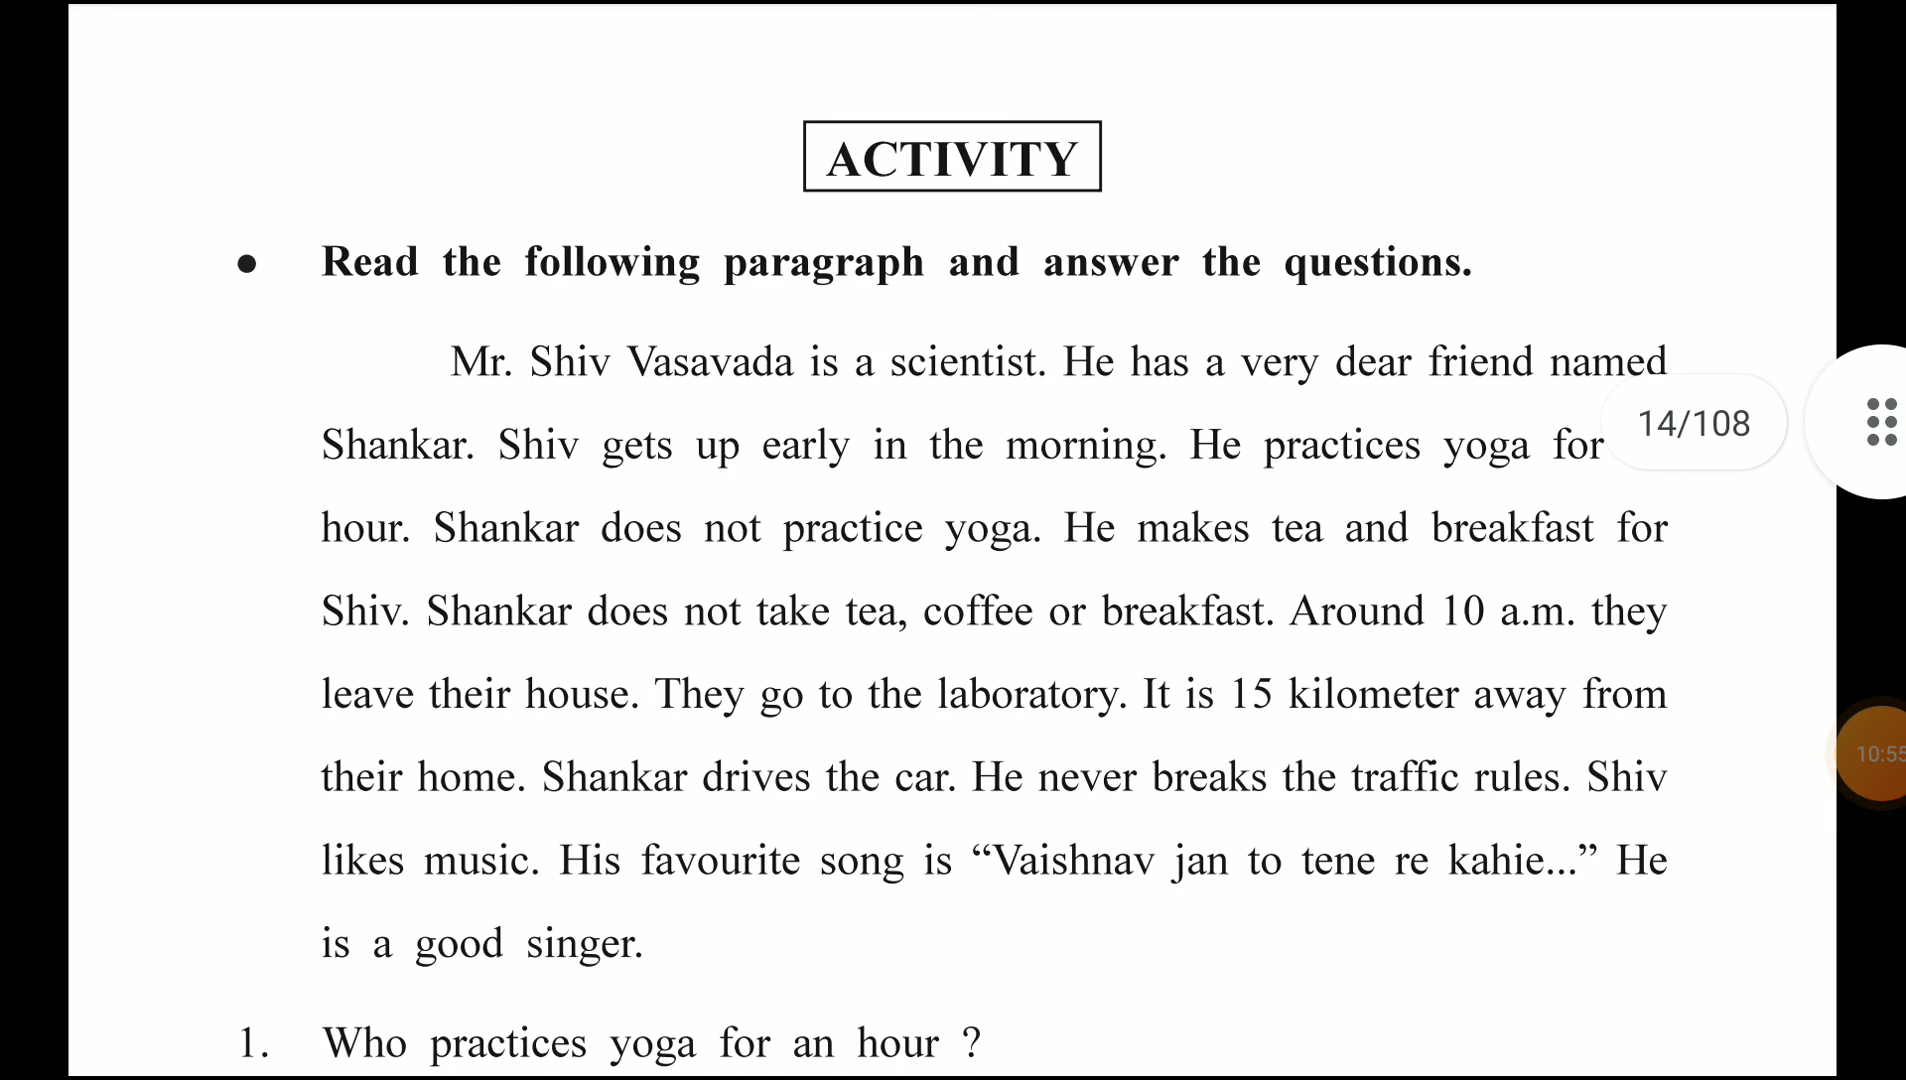 ACTIVITY
● Read the following paragraph and answer the questions.
Mr. Shiv Vasavada is a scientist. He has a very dear friend named
Shankar. Shiv gets up early in the morning. He practices yoga for
14/108
hour. Shankar does not practice yoga. He makes tea and breakfast for
Shiv. Shankar does not take tea, coffee or breakfast. Around 10 a.m. they
leave their house. They go to the laboratory. It is 15 kilometer away from
their home. Shankar drives the car. He never breaks the traffic rules. Shiv
10:55
likes music. His favourite song is “Vaishnav jan to tene re kahie...” He
is a good singer.
1. Who practices yoga for an hour ?